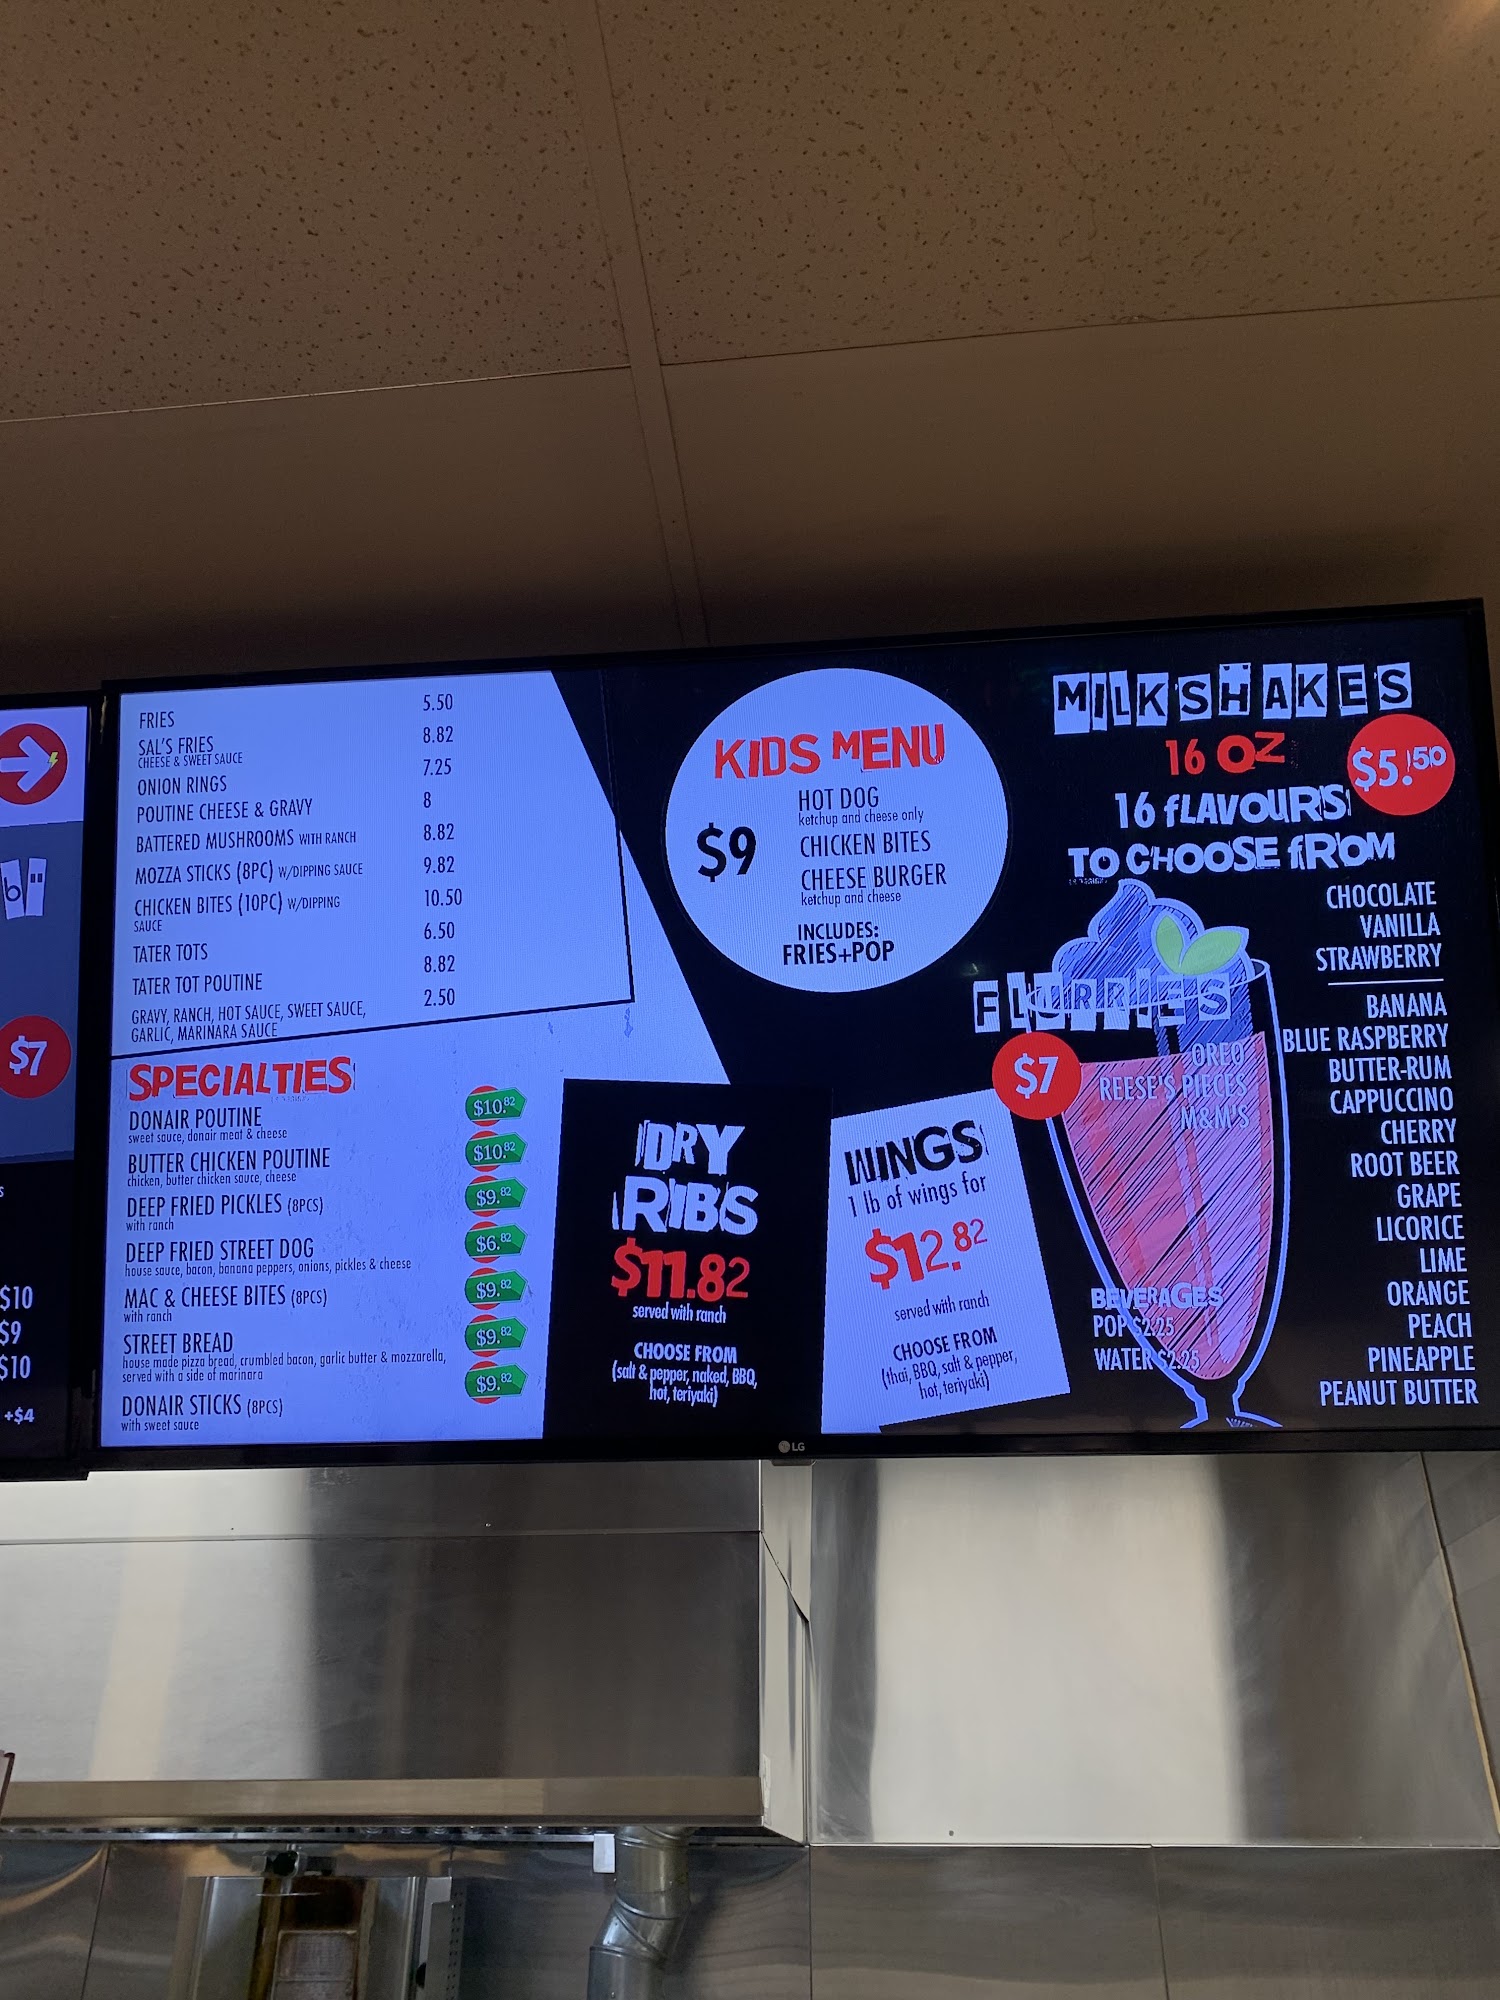 FRIES 5.50
SAL'S FRIES 8.82
CHEESE & SWEET SAUCE
ONION RINGS 7.25
POUTINE CHEESE & GRAVY 8
BATTERED MUSHROOMS WITH RANCH 8.82
MOZZA STICKS (8PC) W/DIPPING SAUCE 9.82
CHICKEN BITES (10PC) W/DIPPING 10.50
SAUCE
TATER TOTS 6.50
TATER TOT POUTINE 8.82
GRAVY, RANCH, HOT SAUCE, SWEET SAUCE, 2.50
GARLIC, MARINARA SAUCE
SPECIALTIES
DONAIR POUTINE $10.82
sweet sauce, donair meat & cheese
BUTTER CHICKEN POUTINE $10.82
chicken, butter chicken sauce, cheese
DEEP FRIED PICKLES (8PCS) $9.82
with ranch
DEEP FRIED STREET DOG $6.82
house sauce, bacon, banana peppers, onions, pickles & cheese
MAC & CHEESE BITES (8PCS) $9.82
with ranch
STREET BREAD $9.82
house made pizza bread, crumbled bacon, garlic butter & mozzarella,
served with a side of marinara
DONAIR STICKS (8PCS) $9.82
with sweet sauce
KIDS MENU
$9
HOT DOG
ketchup and cheese only
CHICKEN BITES
CHEESE BURGER
ketchup and cheese
INCLUDES:
FRIES+POP
DRY
RIBS
$11.82
served with ranch
CHOOSE FROM
(salt & pepper, naked, BBQ,
hot, teriyaki)
WINGS
1 lb of wings for
$12.82
served with ranch
CHOOSE FROM
(thai, BBQ, salt & pepper,
hot, teriyaki)
MILKSHAKES
16 OZ
$5.50
16 FLAVOURS
TO CHOOSE FROM
CHOCOLATE
VANILLA
STRAWBERRY
BANANA
BLUE RASPBERRY
BUTTER-RUM
CAPPUCCINO
CHERRY
ROOT BEER
GRAPE
LICORICE
LIME
ORANGE
PEACH
PINEAPPLE
PEANUT BUTTER
FLURRIES
$7
OREO
REESE'S PIECES
M&M'S
BEVERAGES
POP $2.25
WATER $2.25
LG
b
$7
s
$10
$9
$10
+$4